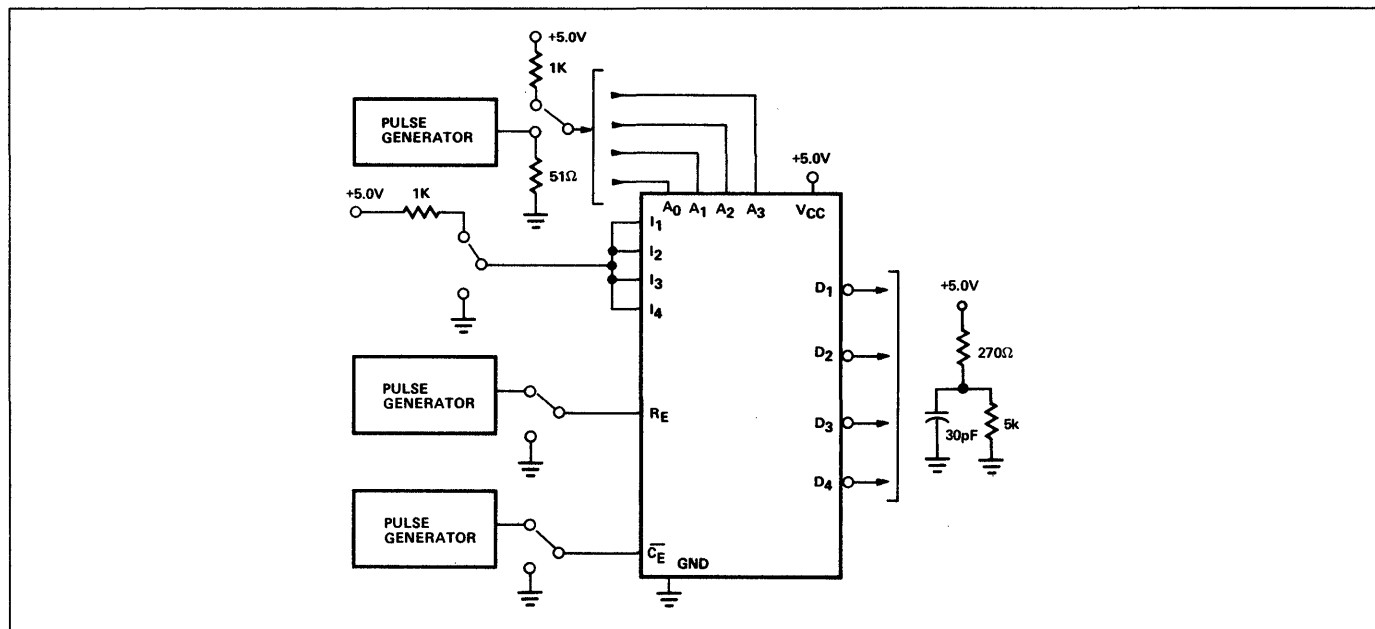 +5.0V
1K
PULSE
GENERATOR
51Ω
+5.0V
1K
+5.0V
A0 A1 A2 A3 VCC
I1
I2
I3
I4
D1
D2
D3
D4
+5.0V
270Ω
30pF
5k
PULSE
GENERATOR
RE
PULSE
GENERATOR
C̅E̅
GND